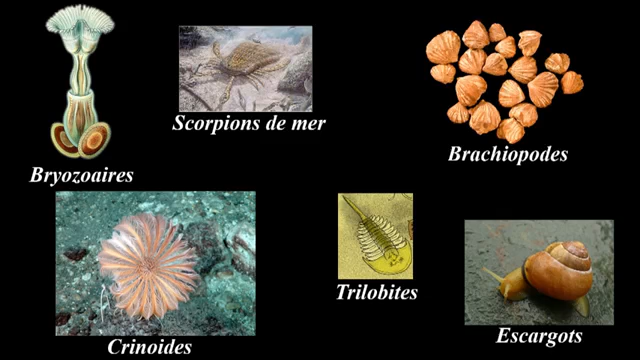 Scorpions de mer
Brachiopodes
Bryozoaires
Trilobites
Escargots
Crinoides